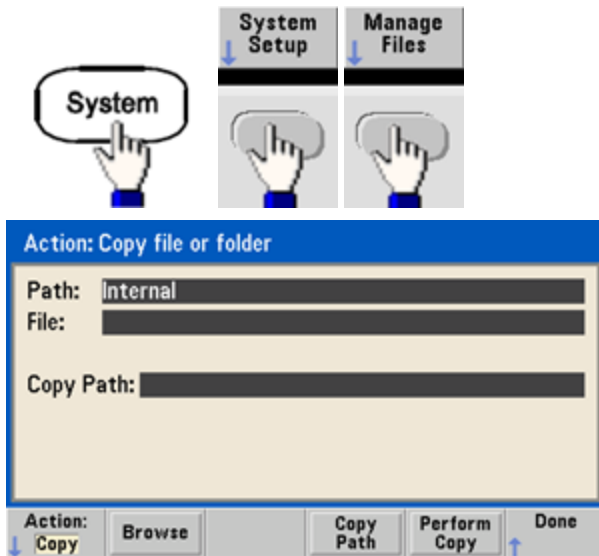 System
System
Setup
Manage
Files
Action: Copy file or folder
Path: Internal
File:
Copy Path:
Action:
Copy
Browse
Copy
Path
Perform
Copy
Done